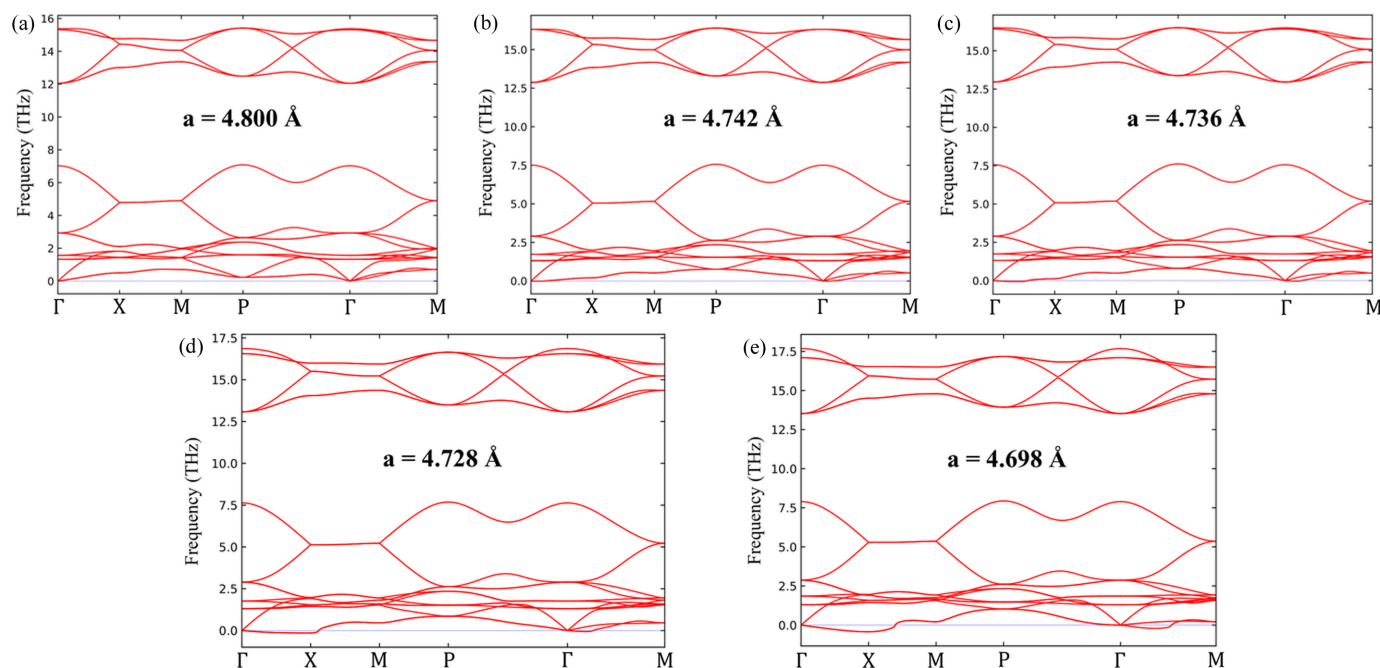 (a)
16
14
12
10
8
6
4
2
0
Frequency (THz)
a = 4.800 Å
Γ X M P Γ M
(b)
15.0
12.5
10.0
7.5
5.0
2.5
0.0
Frequency (THz)
a = 4.742 Å
Γ X M P Γ M
(c)
15.0
12.5
10.0
7.5
5.0
2.5
0.0
Frequency (THz)
a = 4.736 Å
Γ X M P Γ M
(d)
17.5
15.0
12.5
10.0
7.5
5.0
2.5
0.0
Frequency (THz)
a = 4.728 Å
Γ X M P Γ M
(e)
17.5
15.0
12.5
10.0
7.5
5.0
2.5
0.0
Frequency (THz)
a = 4.698 Å
Γ X M P Γ M